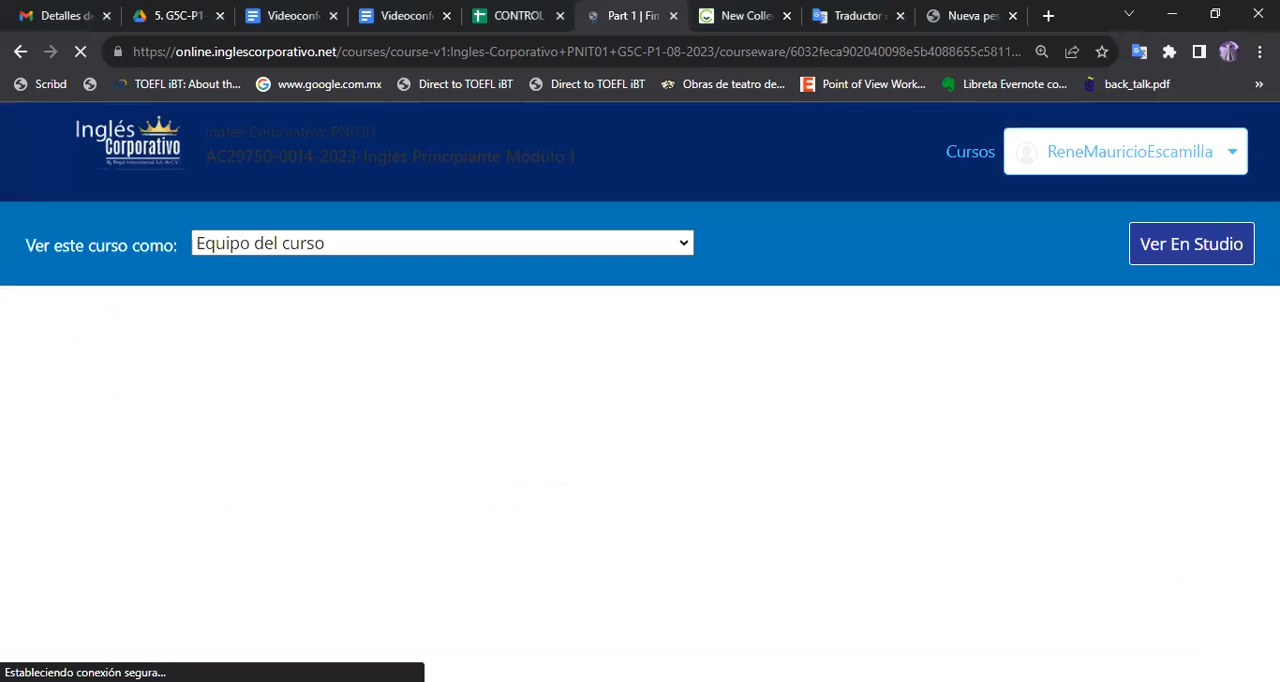 Detalles de
5. G5C-P1-
Videoconf
Videoconf
CONTROL
Part 1 | Fin
New Colle
Traductor
Nueva pes
https://online.inglescorporativo.net/courses/course-v1:Ingles-Corporativo+PNIT01+G5C-P1-08-2023/courseware/6032feca902040098e5b4088655c5811...
Scribd
TOEFL iBT: About th...
www.google.com.mx
Direct to TOEFL iBT
Direct to TOEFL iBT
Obras de teatro de...
Point of View Work...
Libreta Evernote co...
back_talk.pdf
»
Inglés
Corporativo
Ingles-Corporativo: PNIT01
AC29750-0014-2023-Inglés Principiante Módulo 1
Cursos
ReneMauricioEscamilla
Ver este curso como:
Equipo del curso
Ver En Studio
Estableciendo conexión segura...